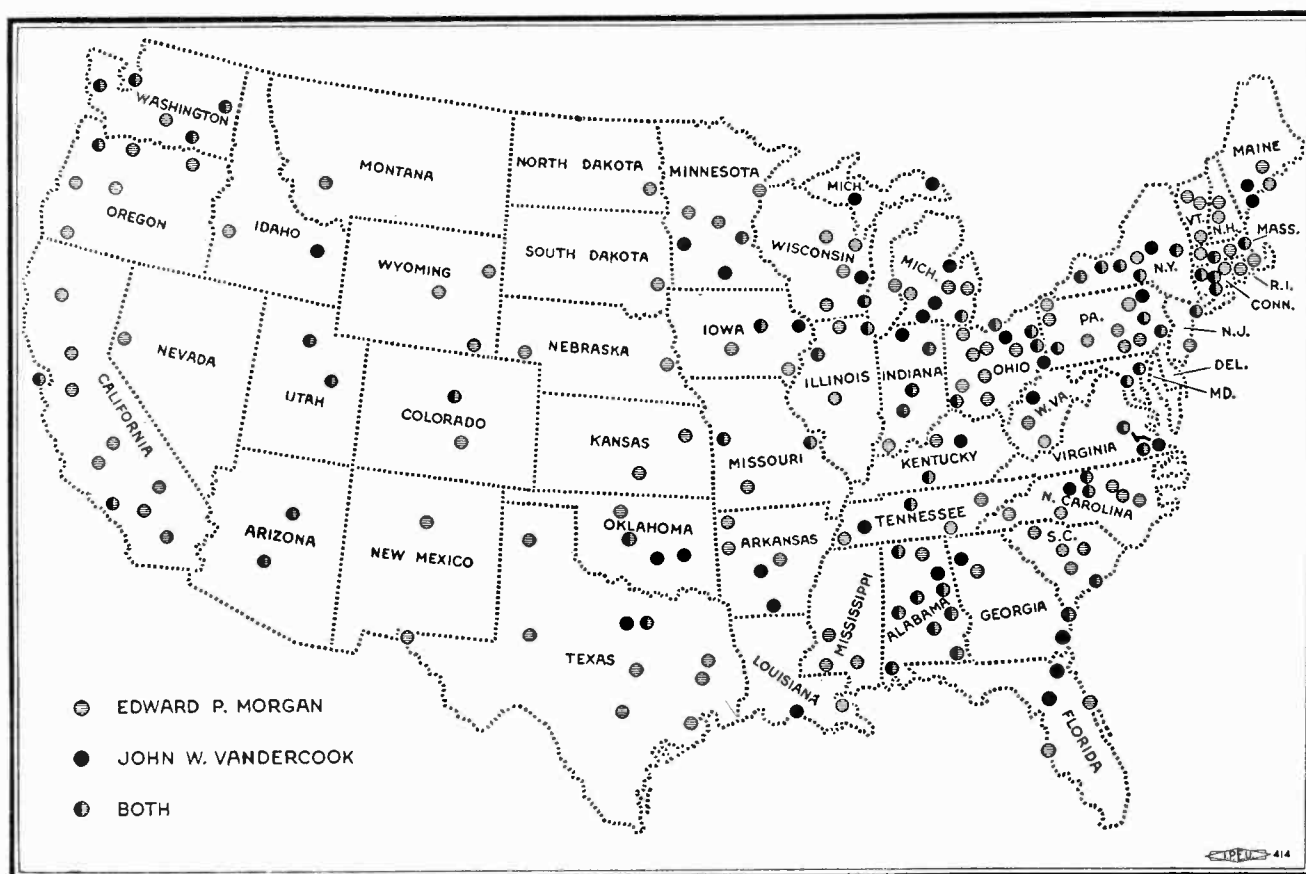 WASHINGTON
MONTANA
NORTH DAKOTA
MINNESOTA
MICH.
MAINE
OREGON
IDAHO
WYOMING
SOUTH DAKOTA
WISCONSIN
MICH.
VT.
N.H.
MASS.
N.Y.
R.I.
CONN.
NEVADA
UTAH
COLORADO
NEBRASKA
IOWA
ILLINOIS
INDIANA
OHIO
PA.
N.J.
DEL.
MD.
CALIFORNIA
KANSAS
MISSOURI
KENTUCKY
W.VA.
VIRGINIA
ARIZONA
NEW MEXICO
OKLAHOMA
ARKANSAS
TENNESSEE
N. CAROLINA
S.C.
TEXAS
LOUISIANA
MISSISSIPPI
ALABAMA
GEORGIA
FLORIDA
EDWARD P. MORGAN
JOHN W. VANDERCOOK
BOTH
I.P.E.U. 414